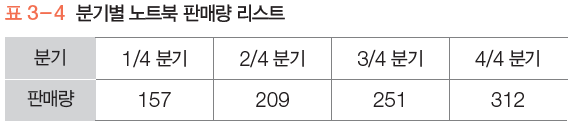 표 3-4 분기별 노트북 판매량 리스트
분기 1/4 분기 2/4 분기 3/4 분기 4/4 분기
판매량 157 209 251 312